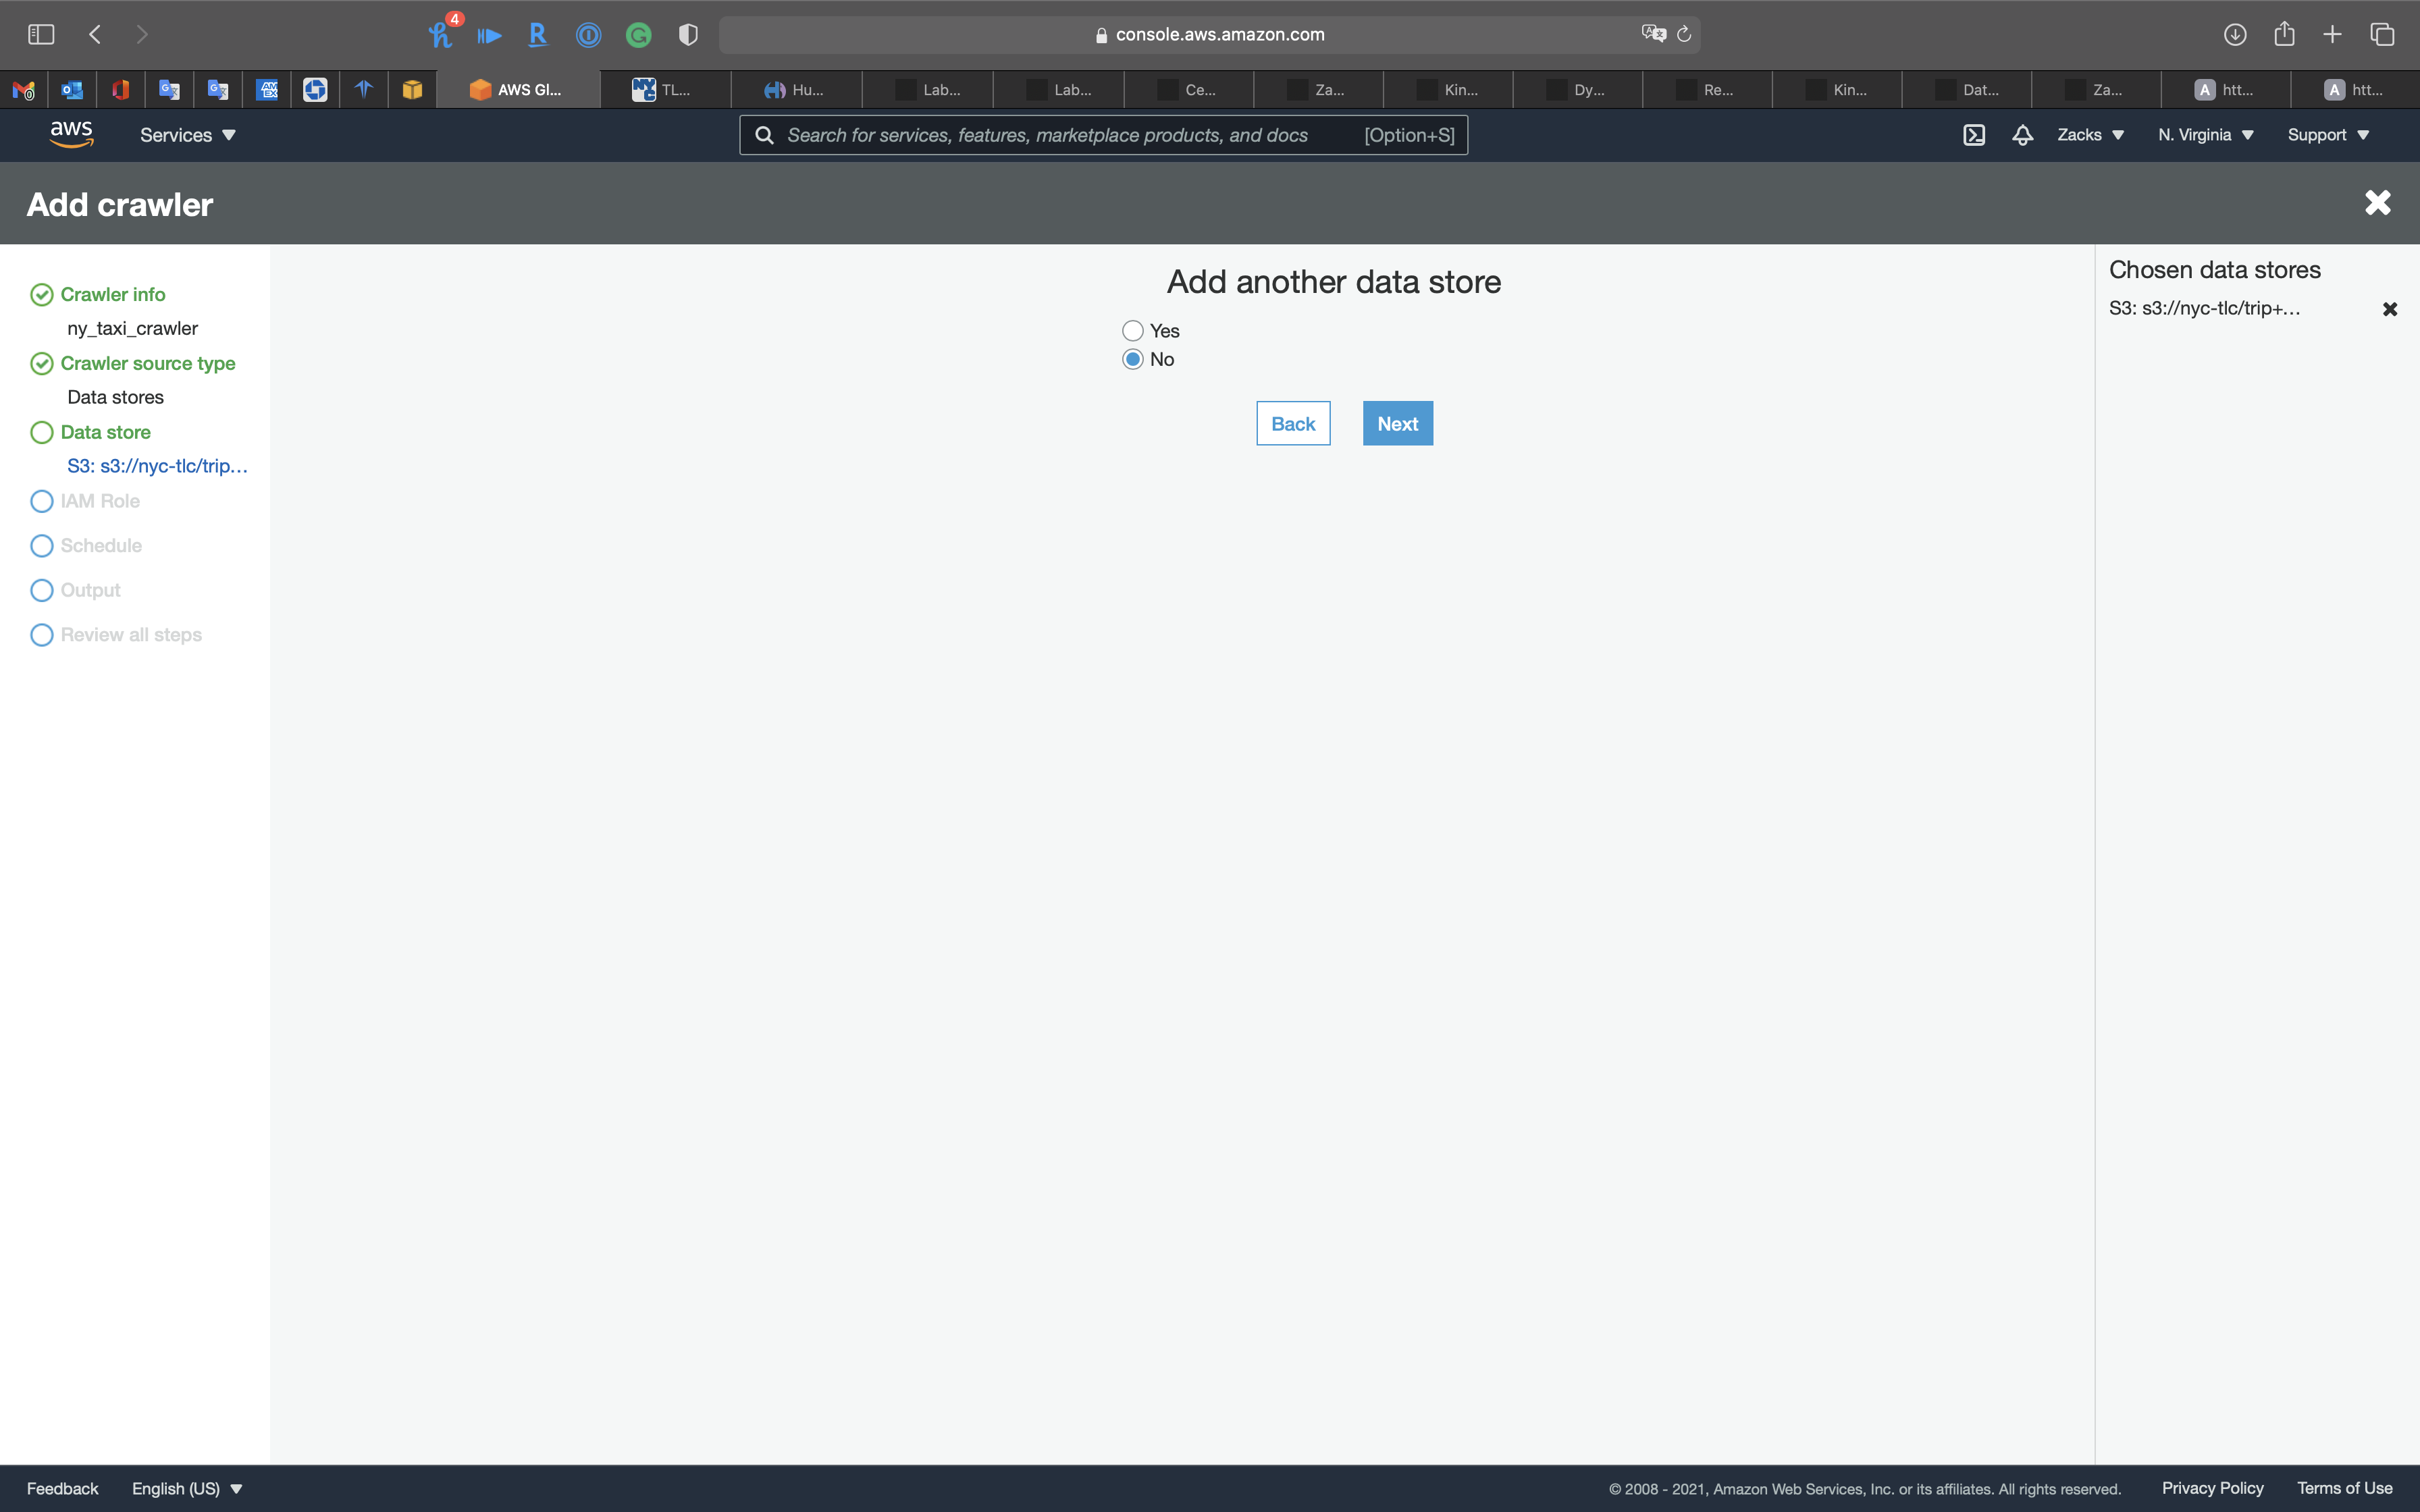 4
console.aws.amazon.com
AWS Gl...
TL...
Hu...
Lab...
Lab...
Ce...
Za...
Kin...
Dy...
Re...
Kin...
Dat...
Za...
A htt...
A htt...
aws
Services
Search for services, features, marketplace products, and docs [Option+S]
Zacks
N. Virginia
Support
Add crawler
Crawler info
ny_taxi_crawler
Crawler source type
Data stores
Data store
S3: s3://nyc-tlc/trip...
IAM Role
Schedule
Output
Review all steps
Add another data store
Yes
No
Back
Next
Chosen data stores
S3: s3://nyc-tlc/trip+...
Feedback
English (US)
© 2008 - 2021, Amazon Web Services, Inc. or its affiliates. All rights reserved.
Privacy Policy
Terms of Use